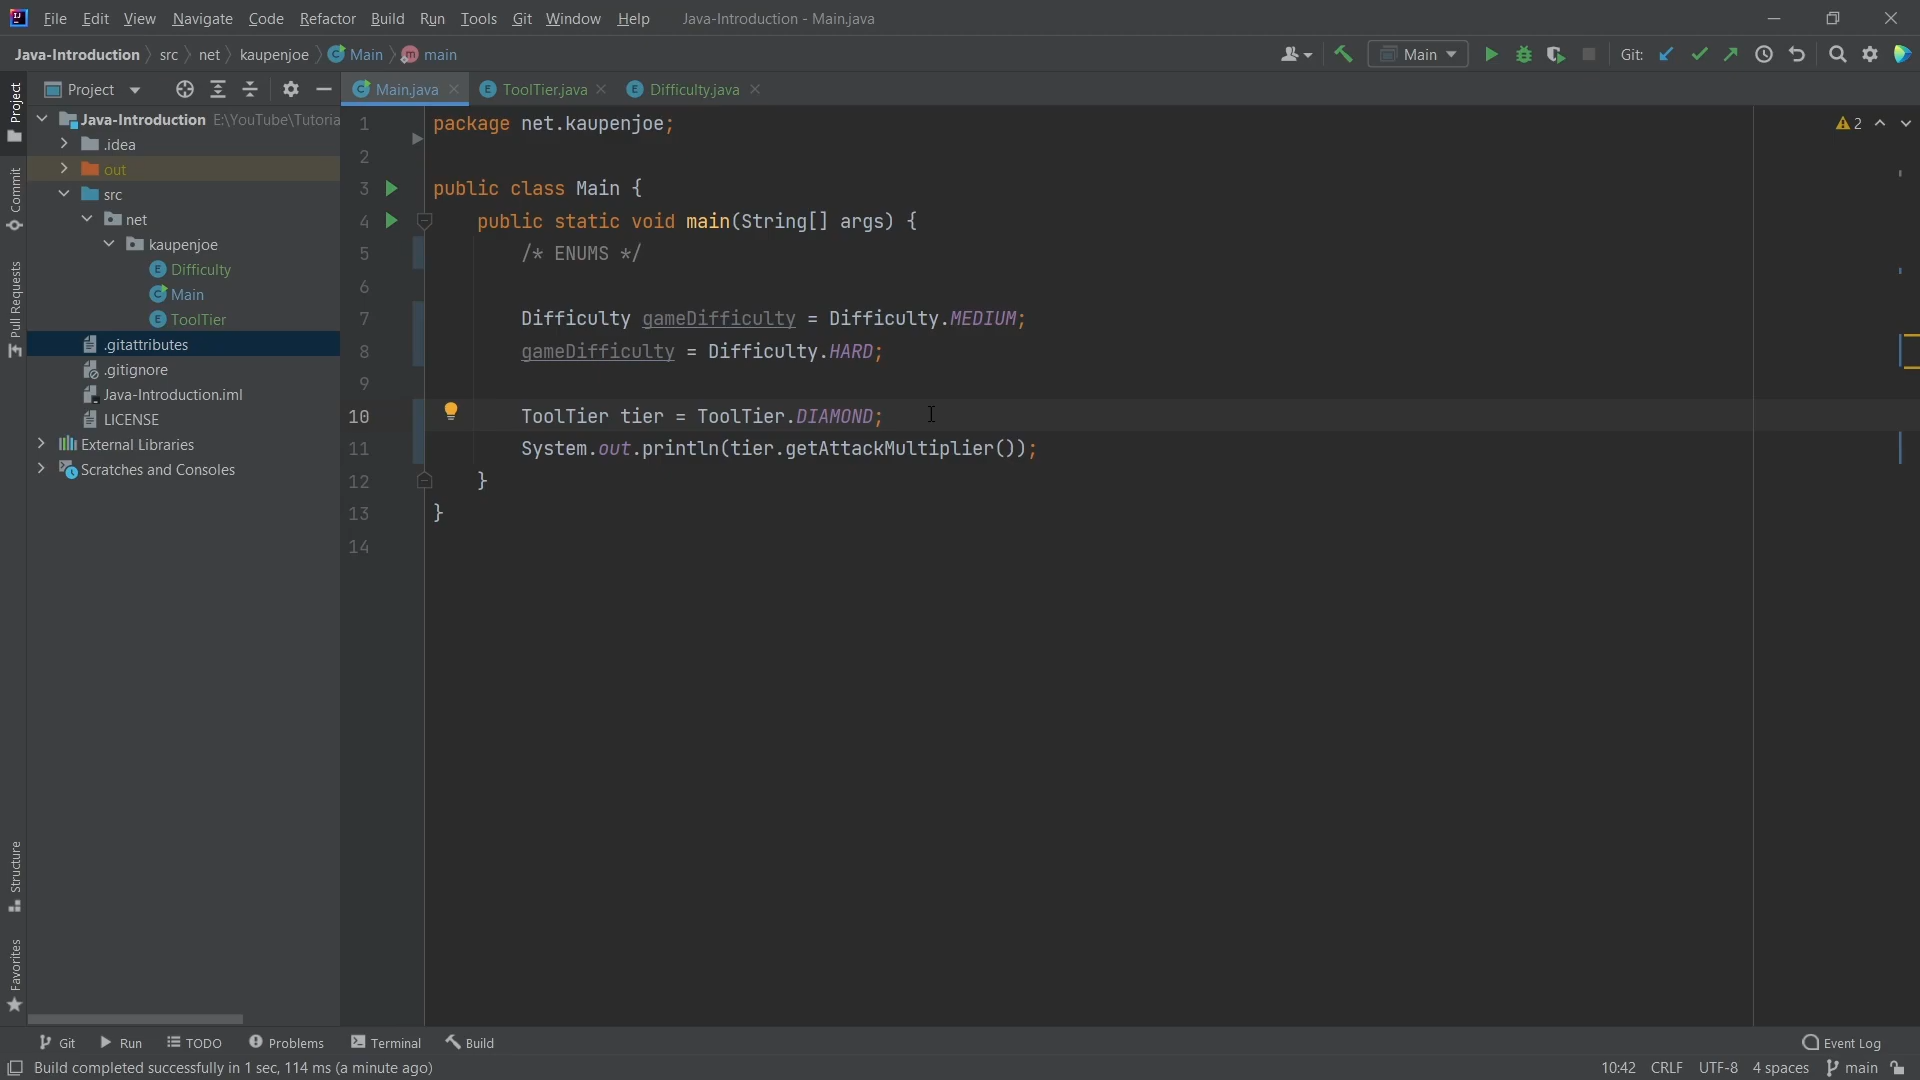 File Edit View Navigate Code Refactor Build Run Tools Git Window Help Java-Introduction - Main.java
Java-Introduction src net kaupenjoe Main main
Main Git:
Project Main.java ToolTier.java Difficulty.java
Project
Commit
Pull Requests
Structure
Favorites
Java-Introduction E:\YouTube\Tutoria
.idea
out
src
net
kaupenjoe
Difficulty
Main
ToolTier
.gitattributes
.gitignore
Java-Introduction.iml
LICENSE
External Libraries
Scratches and Consoles
1 package net.kaupenjoe;
2
3 public class Main {
4 public static void main(String[] args) {
5 /* ENUMS */
6
7 Difficulty gameDifficulty = Difficulty.MEDIUM;
8 gameDifficulty = Difficulty.HARD;
9
10 ToolTier tier = ToolTier.DIAMOND;
11 System.out.println(tier.getAttackMultiplier());
12 }
13 }
14
2
Git Run TODO Problems Terminal Build Event Log
Build completed successfully in 1 sec, 114 ms (a minute ago) 10:42 CRLF UTF-8 4 spaces main